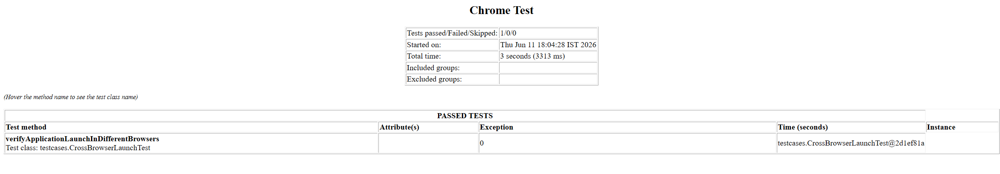 Chrome Test
Tests passed/Failed/Skipped: 1/0/0
Started on: Thu Jun 11 18:04:28 IST 2026
Total time: 3 seconds (3313 ms)
Included groups:
Excluded groups:
(Hover the method name to see the test class name)
PASSED TESTS
Test method Attribute(s) Exception Time (seconds) Instance
verifyApplicationLaunchInDifferentBrowsers
Test class: testcases.CrossBrowserLaunchTest 0 testcases.CrossBrowserLaunchTest@2d1ef81a